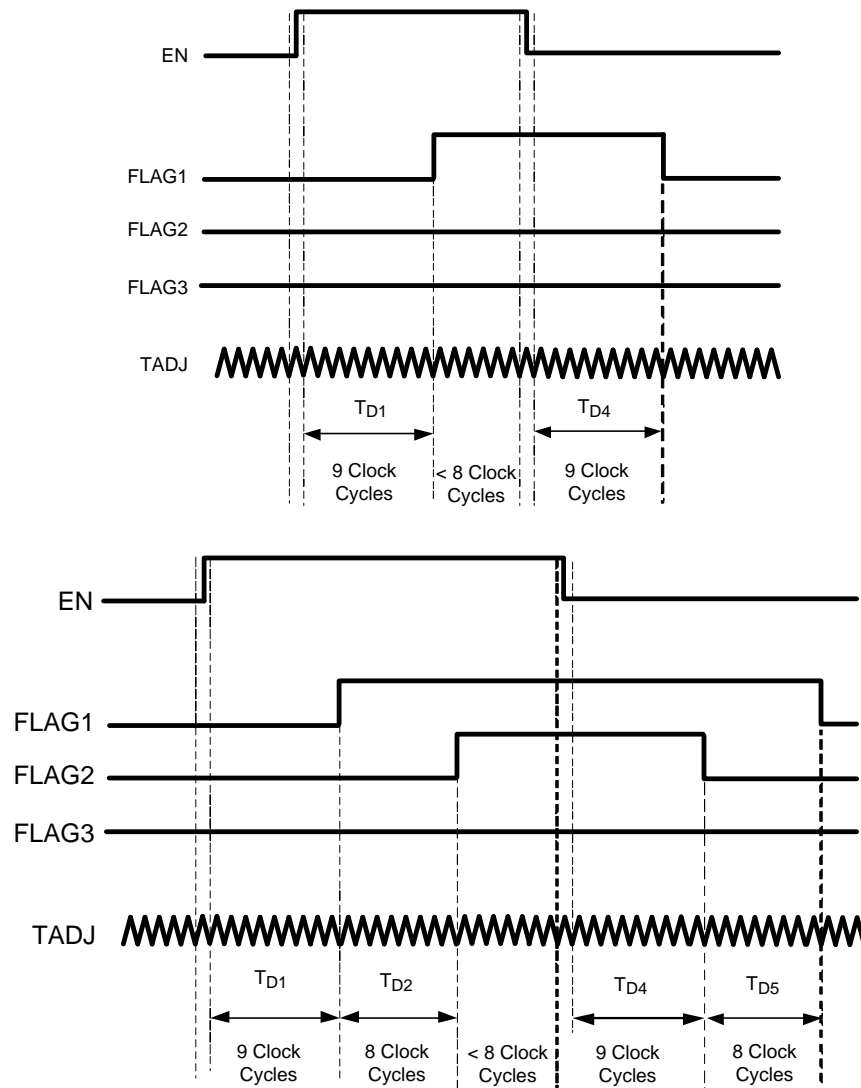 EN
FLAG1
FLAG2
FLAG3
TADJ
TD1 TD4
9 Clock Cycles < 8 Clock Cycles 9 Clock Cycles
EN
FLAG1
FLAG2
FLAG3
TADJ
TD1 TD2 TD4 TD5
9 Clock Cycles 8 Clock Cycles < 8 Clock Cycles 9 Clock Cycles 8 Clock Cycles